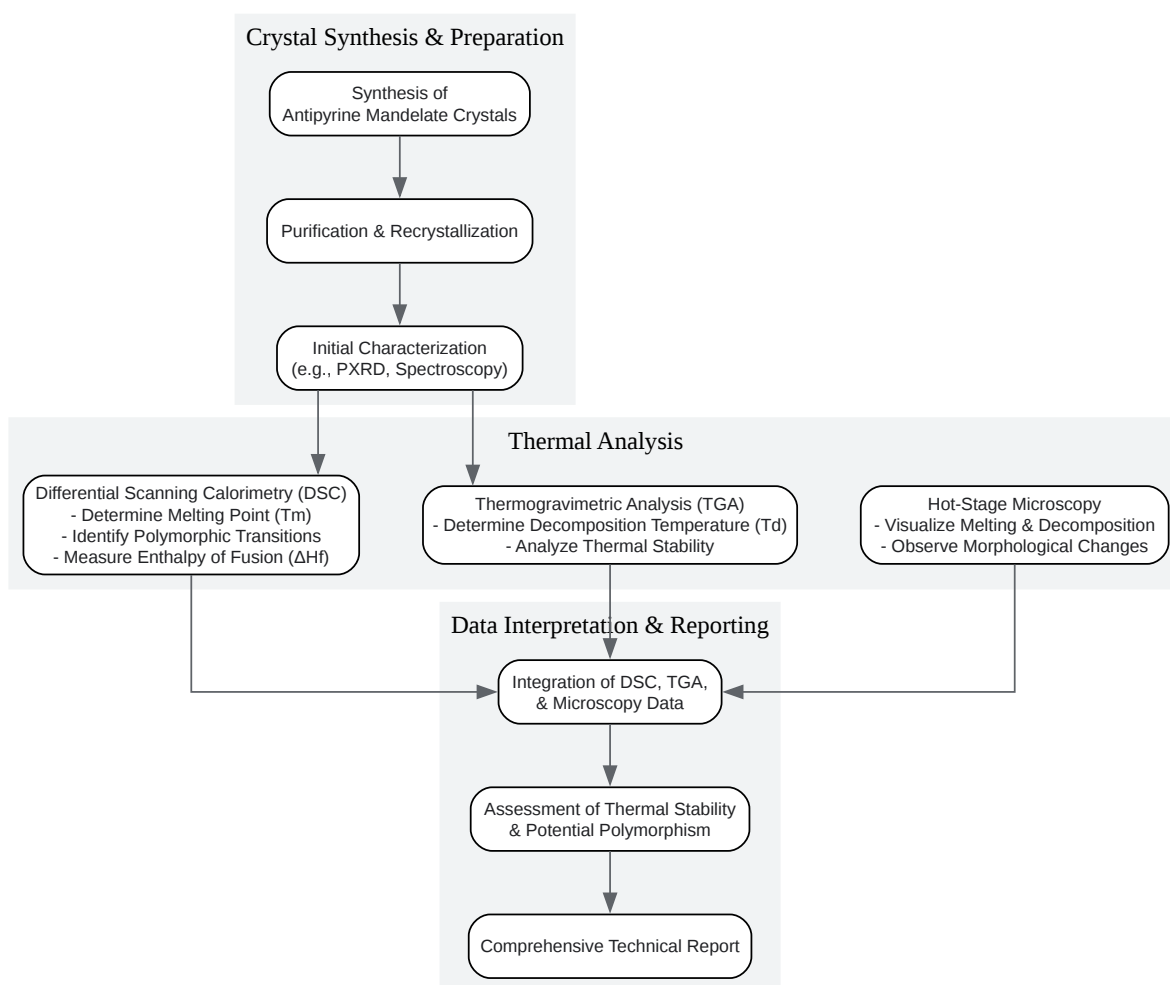 Crystal Synthesis & Preparation
Synthesis of
Antipyrine Mandelate Crystals
Purification & Recrystallization
Initial Characterization
(e.g., PXRD, Spectroscopy)
Thermal Analysis
Differential Scanning Calorimetry (DSC)
- Determine Melting Point (Tm)
- Identify Polymorphic Transitions
- Measure Enthalpy of Fusion (ΔHf)
Thermogravimetric Analysis (TGA)
- Determine Decomposition Temperature (Td)
- Analyze Thermal Stability
Hot-Stage Microscopy
- Visualize Melting & Decomposition
- Observe Morphological Changes
Data Interpretation & Reporting
Integration of DSC, TGA,
& Microscopy Data
Assessment of Thermal Stability
& Potential Polymorphism
Comprehensive Technical Report